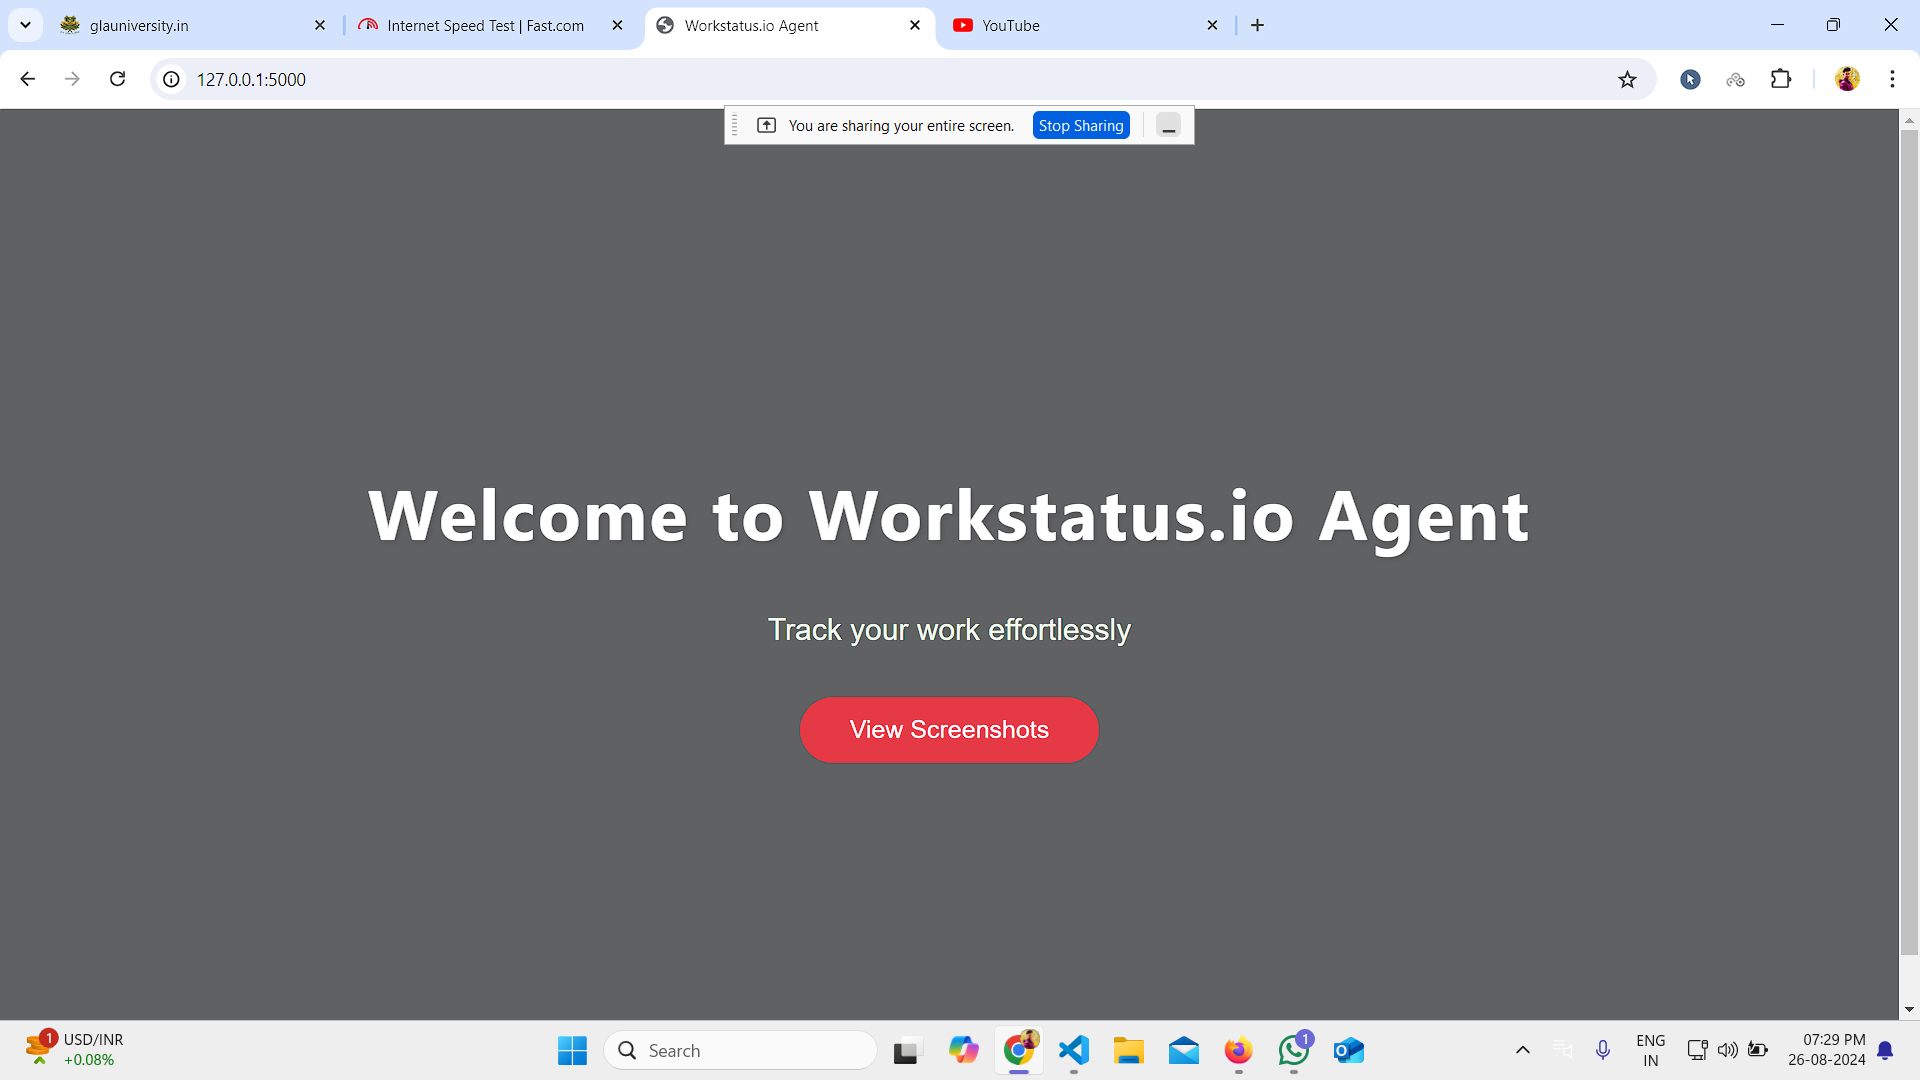 glauniversity.in
Internet Speed Test | Fast.com
Workstatus.io Agent
YouTube
127.0.0.1:5000
You are sharing your entire screen.
Stop Sharing
Welcome to Workstatus.io Agent
Track your work effortlessly
View Screenshots
1
USD/INR
+0.08%
Search
1
ENG
IN
07:29 PM
26-08-2024